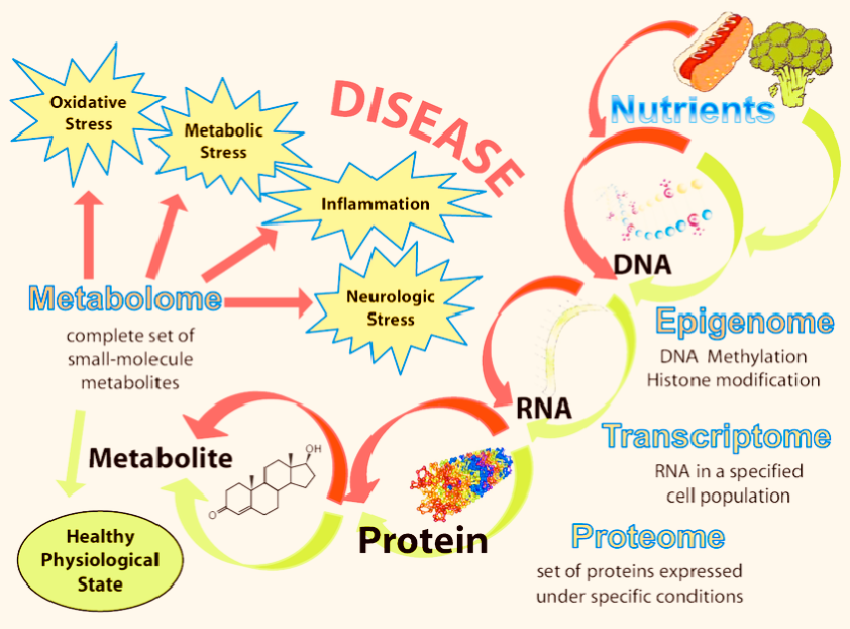 Oxidative
Stress
Metabolic
Stress
DISEASE
Nutrients
Inflammation
DNA
Metabolome
complete set of
small-molecule
metabolites
Neurologic
Stress
Epigenome
DNA Methylation
Histone modification
RNA
Transcriptome
RNA in a specified
cell population
Metabolite
OH
O
Protein
Proteome
set of proteins expressed
under specific conditions
Healthy
Physiological
State